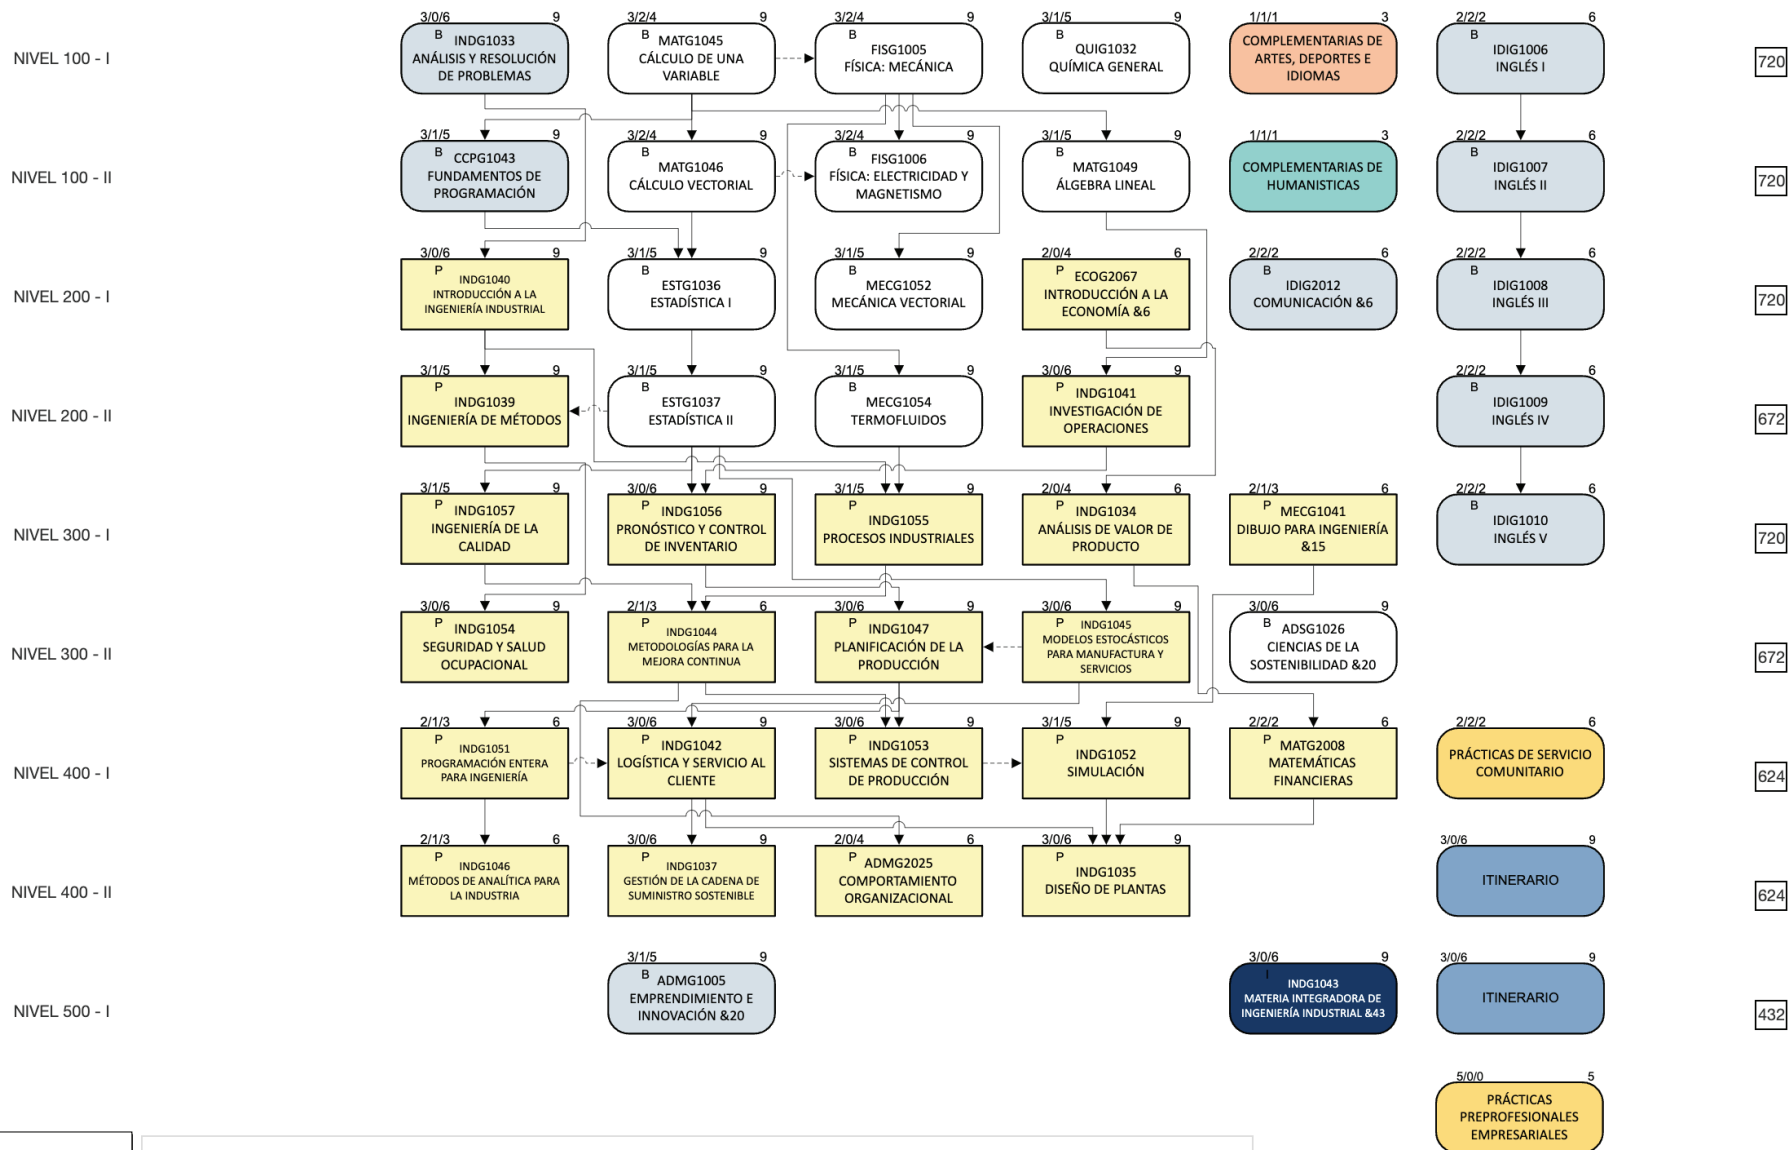 3/0/6 9 3/2/4 9 3/2/4 9 3/1/5 9 1/1/1 3 2/2/2 6
NIVEL 100 - I
B INDG1033
ANÁLISIS Y RESOLUCIÓN
DE PROBLEMAS
B MATG1045
CÁLCULO DE UNA
VARIABLE
B FISG1005
FÍSICA: MECÁNICA
B QUIG1032
QUÍMICA GENERAL
COMPLEMENTARIAS DE
ARTES, DEPORTES E
IDIOMAS
B IDIG1006
INGLÉS I
720
3/1/5 9 3/2/4 9 3/2/4 9 3/1/5 9 1/1/1 3 2/2/2 6
NIVEL 100 - II
B CCPG1043
FUNDAMENTOS DE
PROGRAMACIÓN
B MATG1046
CÁLCULO VECTORIAL
B FISG1006
FÍSICA: ELECTRICIDAD Y
MAGNETISMO
B MATG1049
ÁLGEBRA LINEAL
COMPLEMENTARIAS DE
HUMANISTICAS
B IDIG1007
INGLÉS II
720
3/0/6 9 3/1/5 9 3/1/5 9 2/0/4 6 2/2/2 6 2/2/2 6
NIVEL 200 - I
P INDG1040
INTRODUCCIÓN A LA
INGENIERÍA INDUSTRIAL
B ESTG1036
ESTADÍSTICA I
B MECG1052
MECÁNICA VECTORIAL
P ECOG2067
INTRODUCCIÓN A LA
ECONOMÍA &6
B IDIG2012
COMUNICACIÓN &6
B IDIG1008
INGLÉS III
720
3/1/5 9 3/1/5 9 3/1/5 9 3/0/6 9 2/2/2 6
NIVEL 200 - II
P INDG1039
INGENIERÍA DE MÉTODOS
B ESTG1037
ESTADÍSTICA II
B MECG1054
TERMOFLUIDOS
P INDG1041
INVESTIGACIÓN DE
OPERACIONES
B IDIG1009
INGLÉS IV
672
3/1/5 9 3/0/6 9 3/1/5 9 2/0/4 6 2/1/3 6 2/2/2 6
NIVEL 300 - I
P INDG1057
INGENIERÍA DE LA
CALIDAD
P INDG1056
PRONÓSTICO Y CONTROL
DE INVENTARIO
P INDG1055
PROCESOS INDUSTRIALES
P INDG1034
ANÁLISIS DE VALOR DE
PRODUCTO
P MECG1041
DIBUJO PARA INGENIERÍA
&15
B IDIG1010
INGLÉS V
720
3/0/6 9 2/1/3 6 3/0/6 9 3/0/6 9 3/0/6 9
NIVEL 300 - II
P INDG1054
SEGURIDAD Y SALUD
OCUPACIONAL
P INDG1044
METODOLOGÍAS PARA LA
MEJORA CONTINUA
P INDG1047
PLANIFICACIÓN DE LA
PRODUCCIÓN
P INDG1045
MODELOS ESTOCÁSTICOS
PARA MANUFACTURA Y
SERVICIOS
B ADSG1026
CIENCIAS DE LA
SOSTENIBILIDAD &20
672
2/1/3 6 3/0/6 9 3/0/6 9 3/1/5 9 2/2/2 6 2/2/2 6
NIVEL 400 - I
P INDG1051
PROGRAMACIÓN ENTERA
PARA INGENIERÍA
P INDG1042
LOGÍSTICA Y SERVICIO AL
CLIENTE
P INDG1053
SISTEMAS DE CONTROL
DE PRODUCCIÓN
P INDG1052
SIMULACIÓN
P MATG2008
MATEMÁTICAS
FINANCIERAS
PRÁCTICAS DE SERVICIO
COMUNITARIO
624
2/1/3 6 3/0/6 9 2/0/4 6 3/0/6 9 3/0/6 9
NIVEL 400 - II
P INDG1046
MÉTODOS DE ANALÍTICA PARA
LA INDUSTRIA
P INDG1037
GESTIÓN DE LA CADENA DE
SUMINISTRO SOSTENIBLE
P ADMG2025
COMPORTAMIENTO
ORGANIZACIONAL
P INDG1035
DISEÑO DE PLANTAS
ITINERARIO
624
3/1/5 9 3/0/6 9 3/0/6 9
NIVEL 500 - I
B ADMG1005
EMPRENDIMIENTO E
INNOVACIÓN &20
I INDG1043
MATERIA INTEGRADORA DE
INGENIERÍA INDUSTRIAL &43
ITINERARIO
432
5/0/0 5
PRÁCTICAS
PREPROFESIONALES
EMPRESARIALES